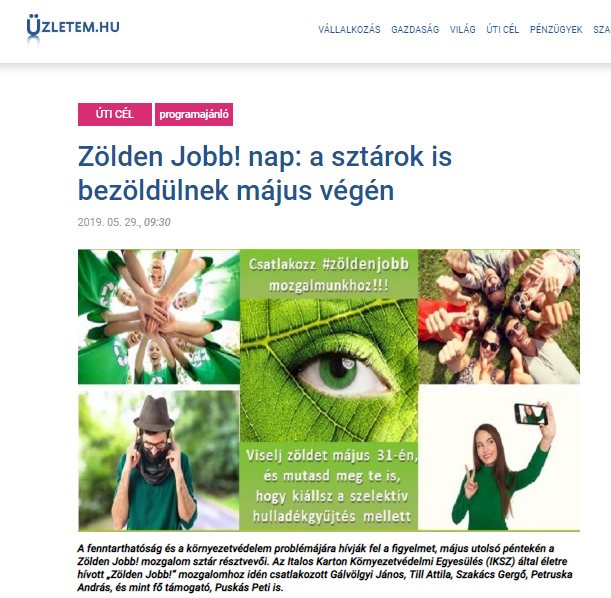 ÜZLETEM.HU
VÁLLALKOZÁS GAZDASÁG VILÁG ÚTI CÉL PÉNZÜGYEK SZA
ÚTI CÉL programajánló
Zölden Jobb! nap: a sztárok is
bezöldülnek május végén
2019. 05. 29., 09:30
Csatlakozz #zöldenjobb
mozgalmunkhoz!!!
Viselj zöldet május 31-én,
és mutasd meg te is,
hogy kiállsz a szelektív
hulladékgyűjtés mellett
A fenntarthatóság és a környezetvédelem problémájára hívják fel a figyelmet, május utolsó péntekén a
Zölden Jobb! mozgalom sztár résztvevői. Az Italos Karton Környezetvédelmi Egyesülés (IKSZ) által életre
hívott „Zölden Jobb!” mozgalomhoz idén csatlakozott Gálvölgyi János, Till Attila, Szakács Gergő, Petruska
András, és mint fő támogató, Puskás Peti is.